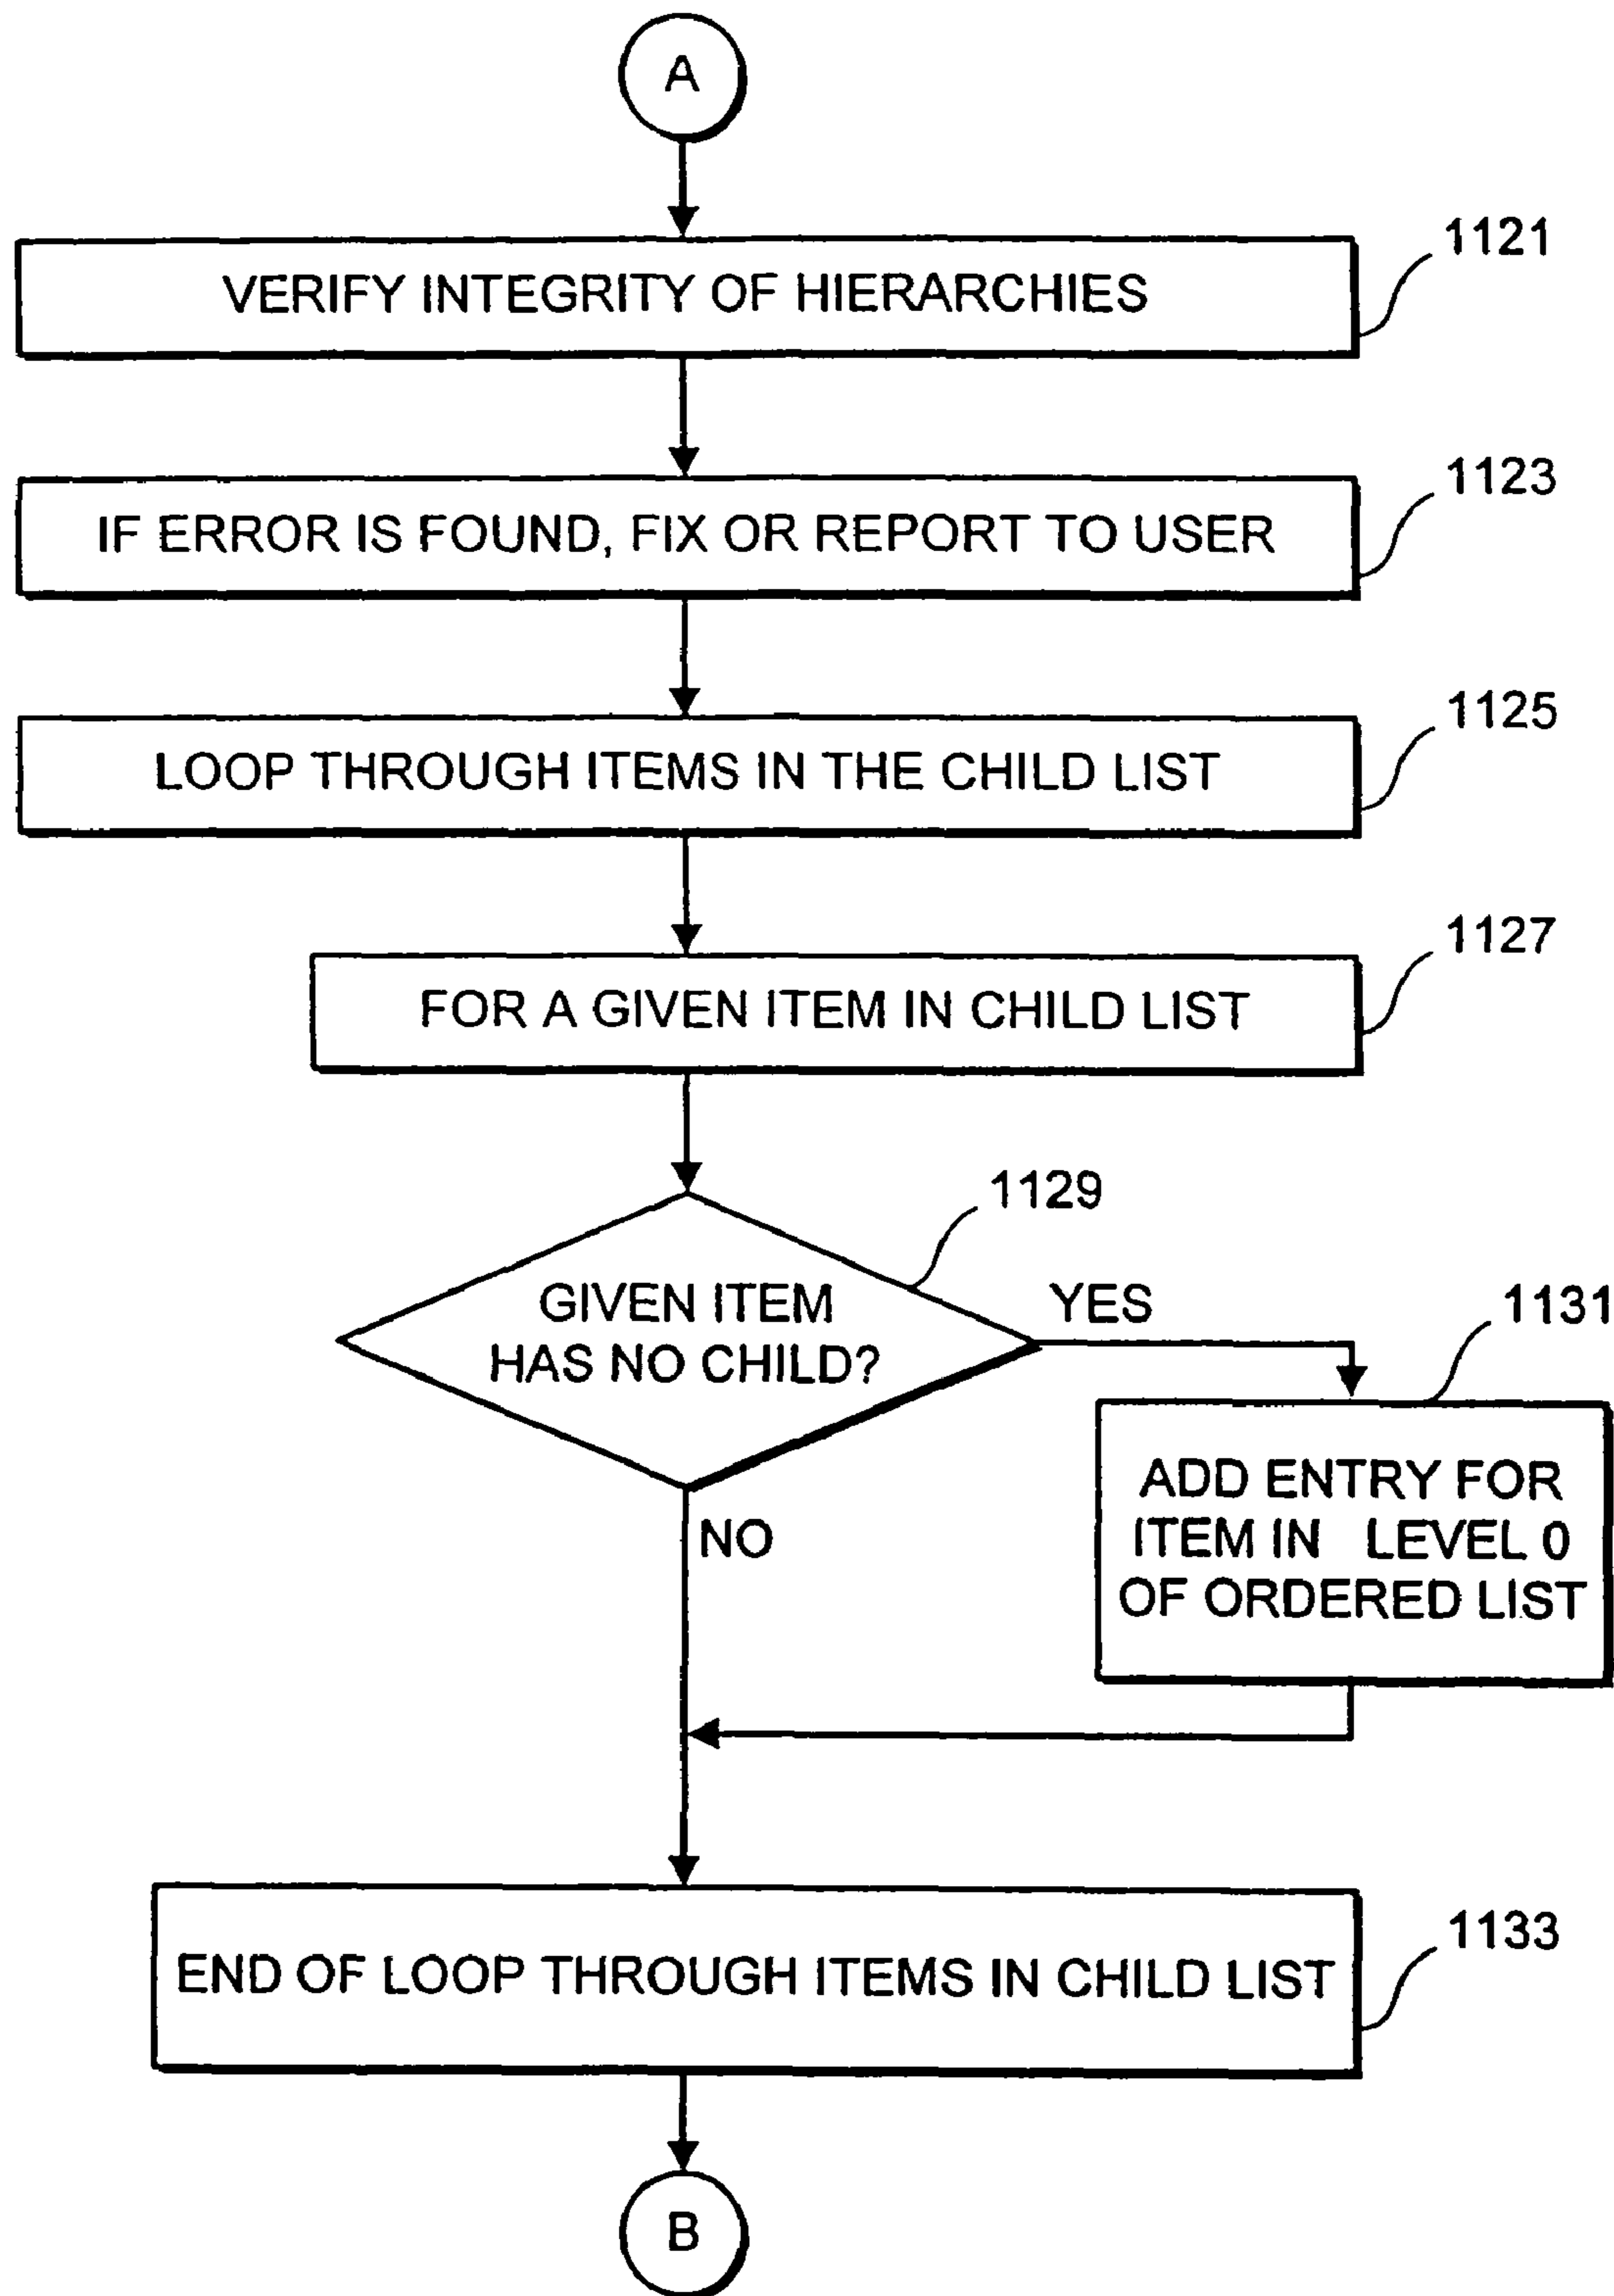 A
1121
VERIFY INTEGRITY OF HIERARCHIES
1123
IF ERROR IS FOUND, FIX OR REPORT TO USER
1125
LOOP THROUGH ITEMS IN THE CHILD LIST
1127
FOR A GIVEN ITEM IN CHILD LIST
1129
GIVEN ITEM
HAS NO CHILD?
YES
1131
ADD ENTRY FOR
ITEM IN LEVEL 0
OF ORDERED LIST
NO
1133
END OF LOOP THROUGH ITEMS IN CHILD LIST
B